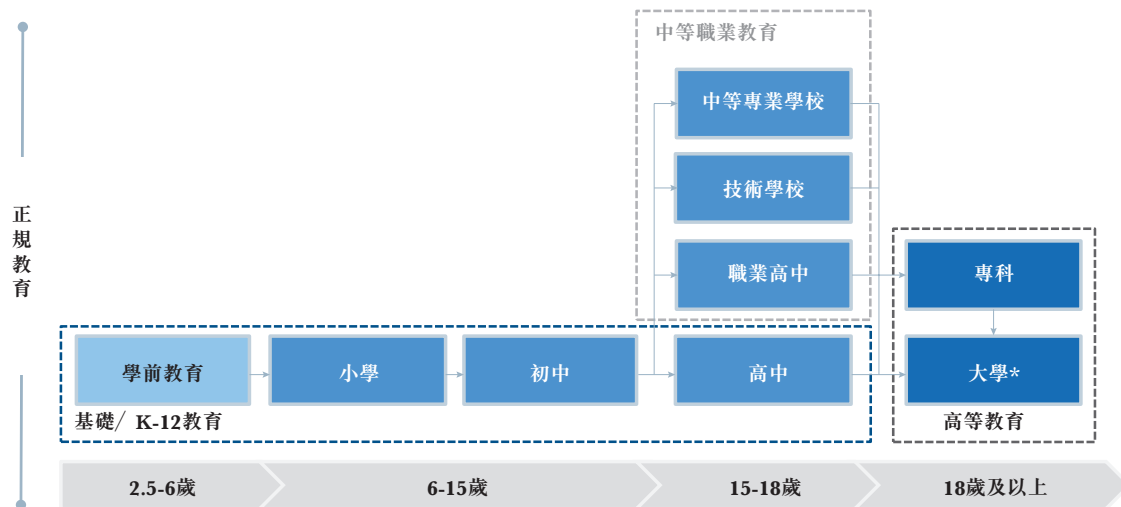 正規教育
中等職業教育
中等專業學校
技術學校
職業高中
專科
學前教育
小學
初中
高中
大學*
基礎/ K-12教育
高等教育
2.5-6歲
6-15歲
15-18歲
18歲及以上